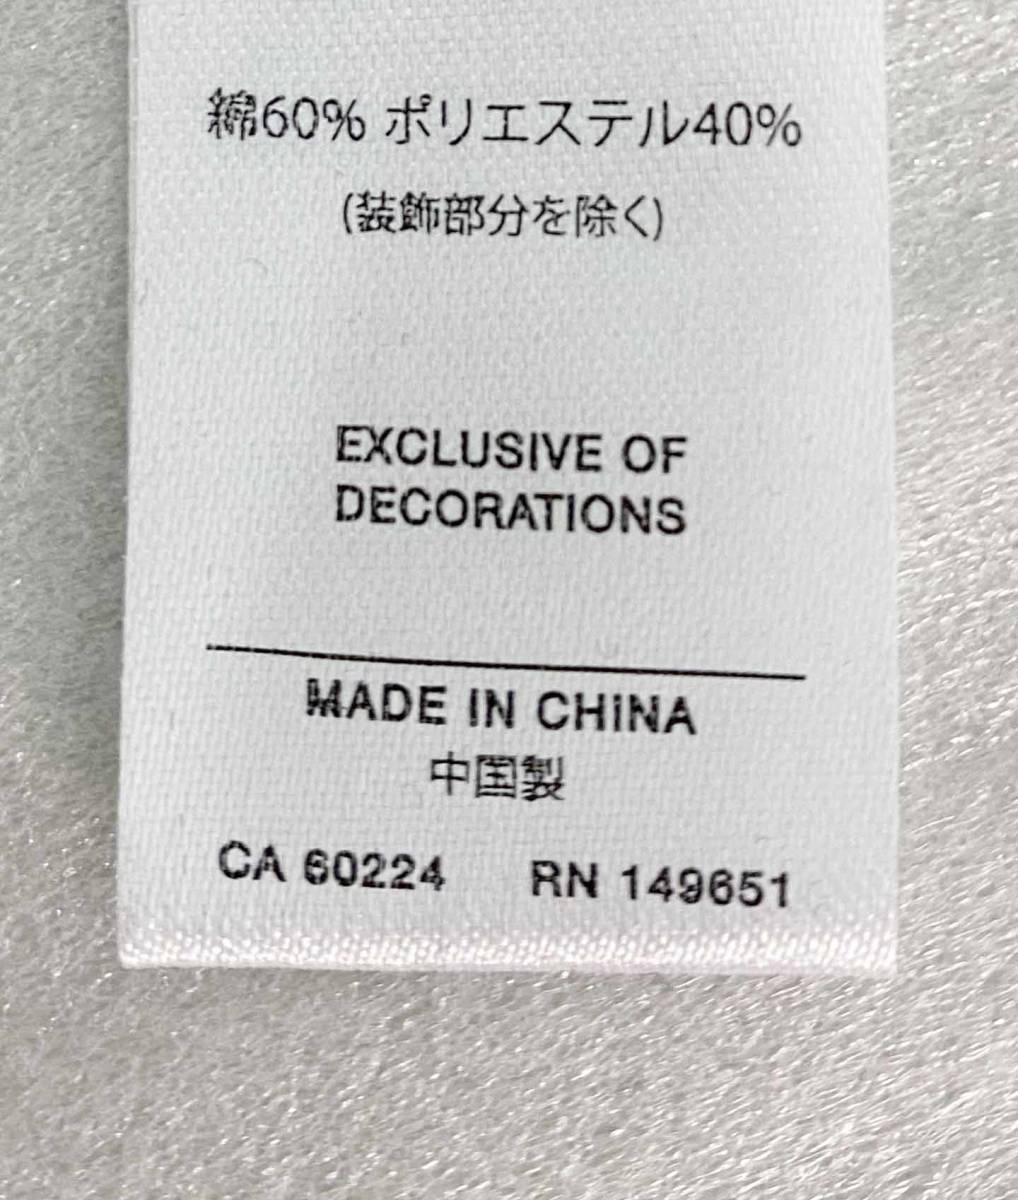 綿60% ポリエステル40%
(装飾部分を除く)
EXCLUSIVE OF
DECORATIONS
MADE IN CHINA
中国製
CA 60224 RN 149651